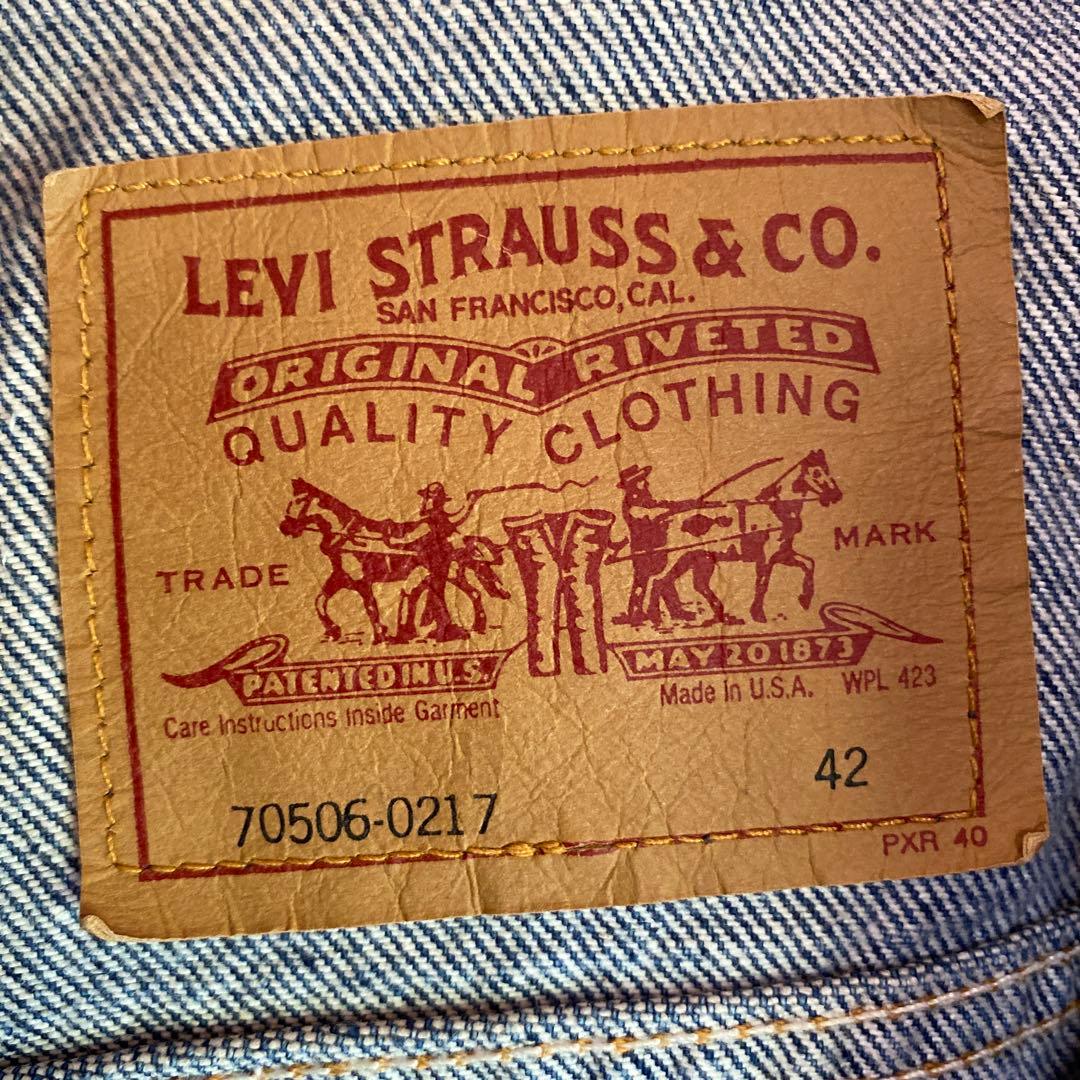 LEVI STRAUSS & CO.
SAN FRANCISCO, CAL.
ORIGINAL RIVETED
QUALITY CLOTHING
TRADE MARK
PATENTED IN U.S. MAY 20 1873
Care Instructions Inside Garment Made In U.S.A. WPL 423
70506-0217 42
PXR 40